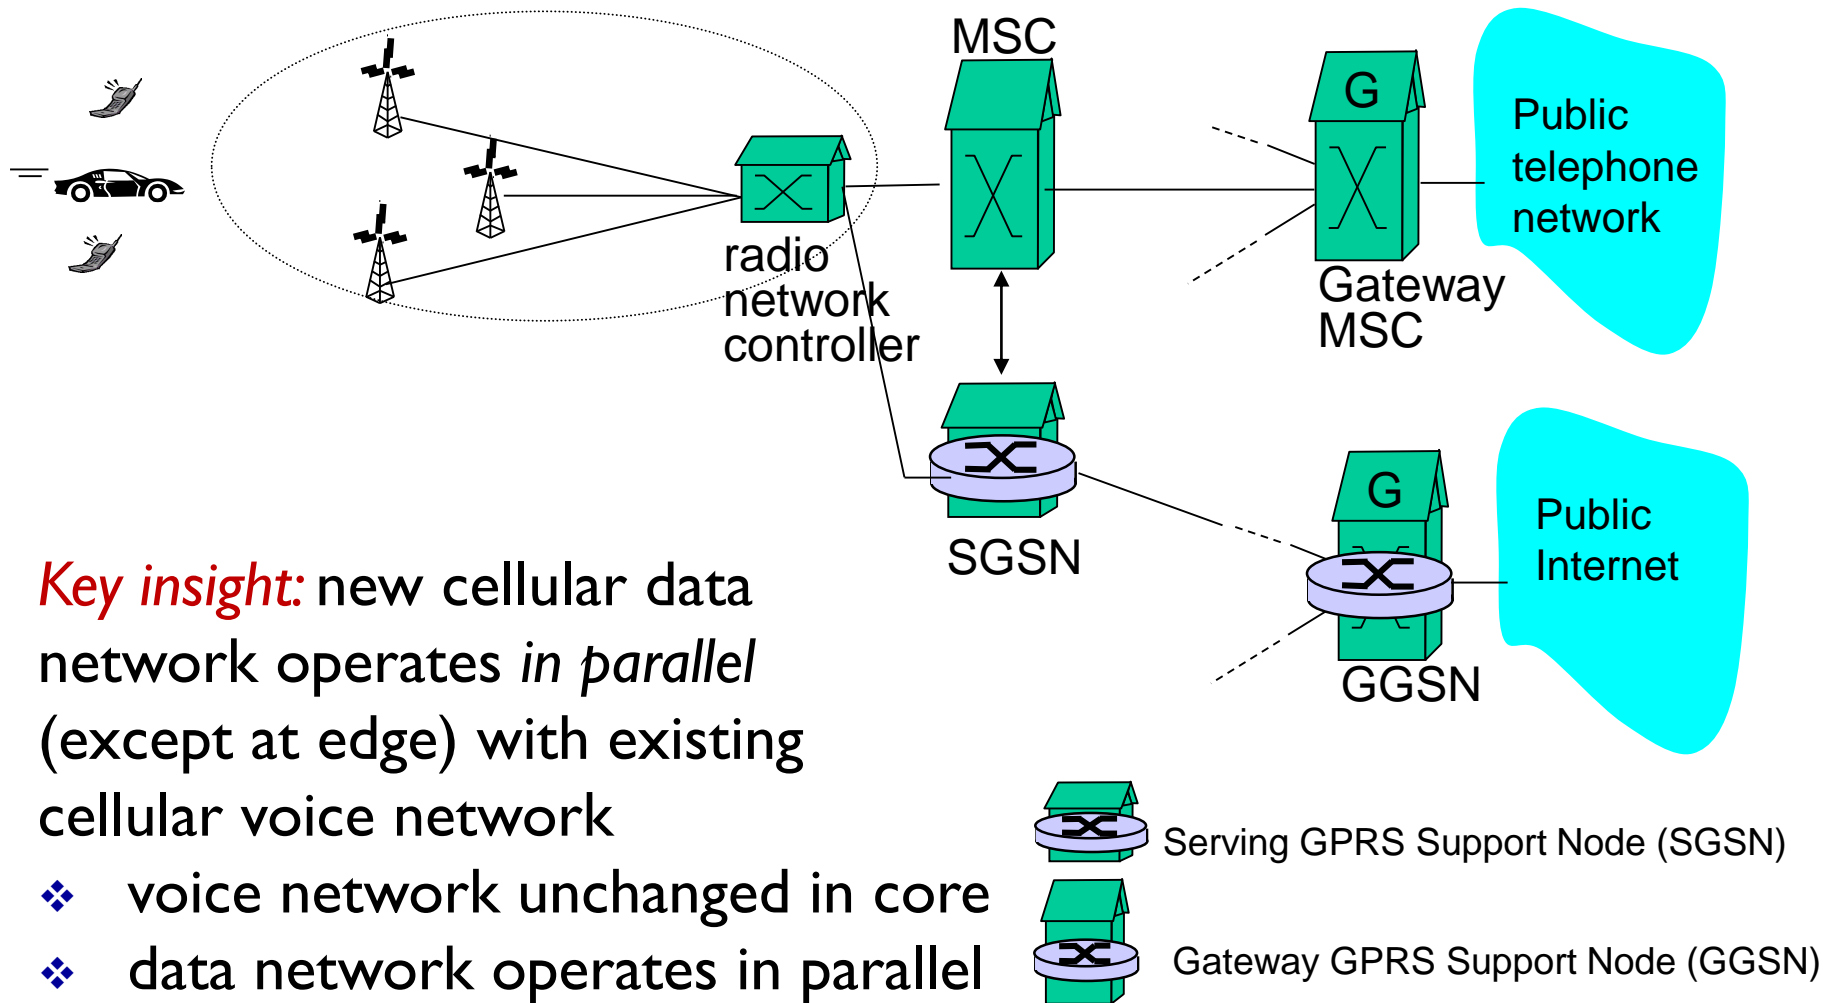 MSC
G
Public
telephone
network
radio
network
controller
Gateway
MSC
G
Public
Internet
SGSN
GGSN
Key insight: new cellular data
network operates in parallel
(except at edge) with existing
cellular voice network
❖ voice network unchanged in core
❖ data network operates in parallel
Serving GPRS Support Node (SGSN)
Gateway GPRS Support Node (GGSN)